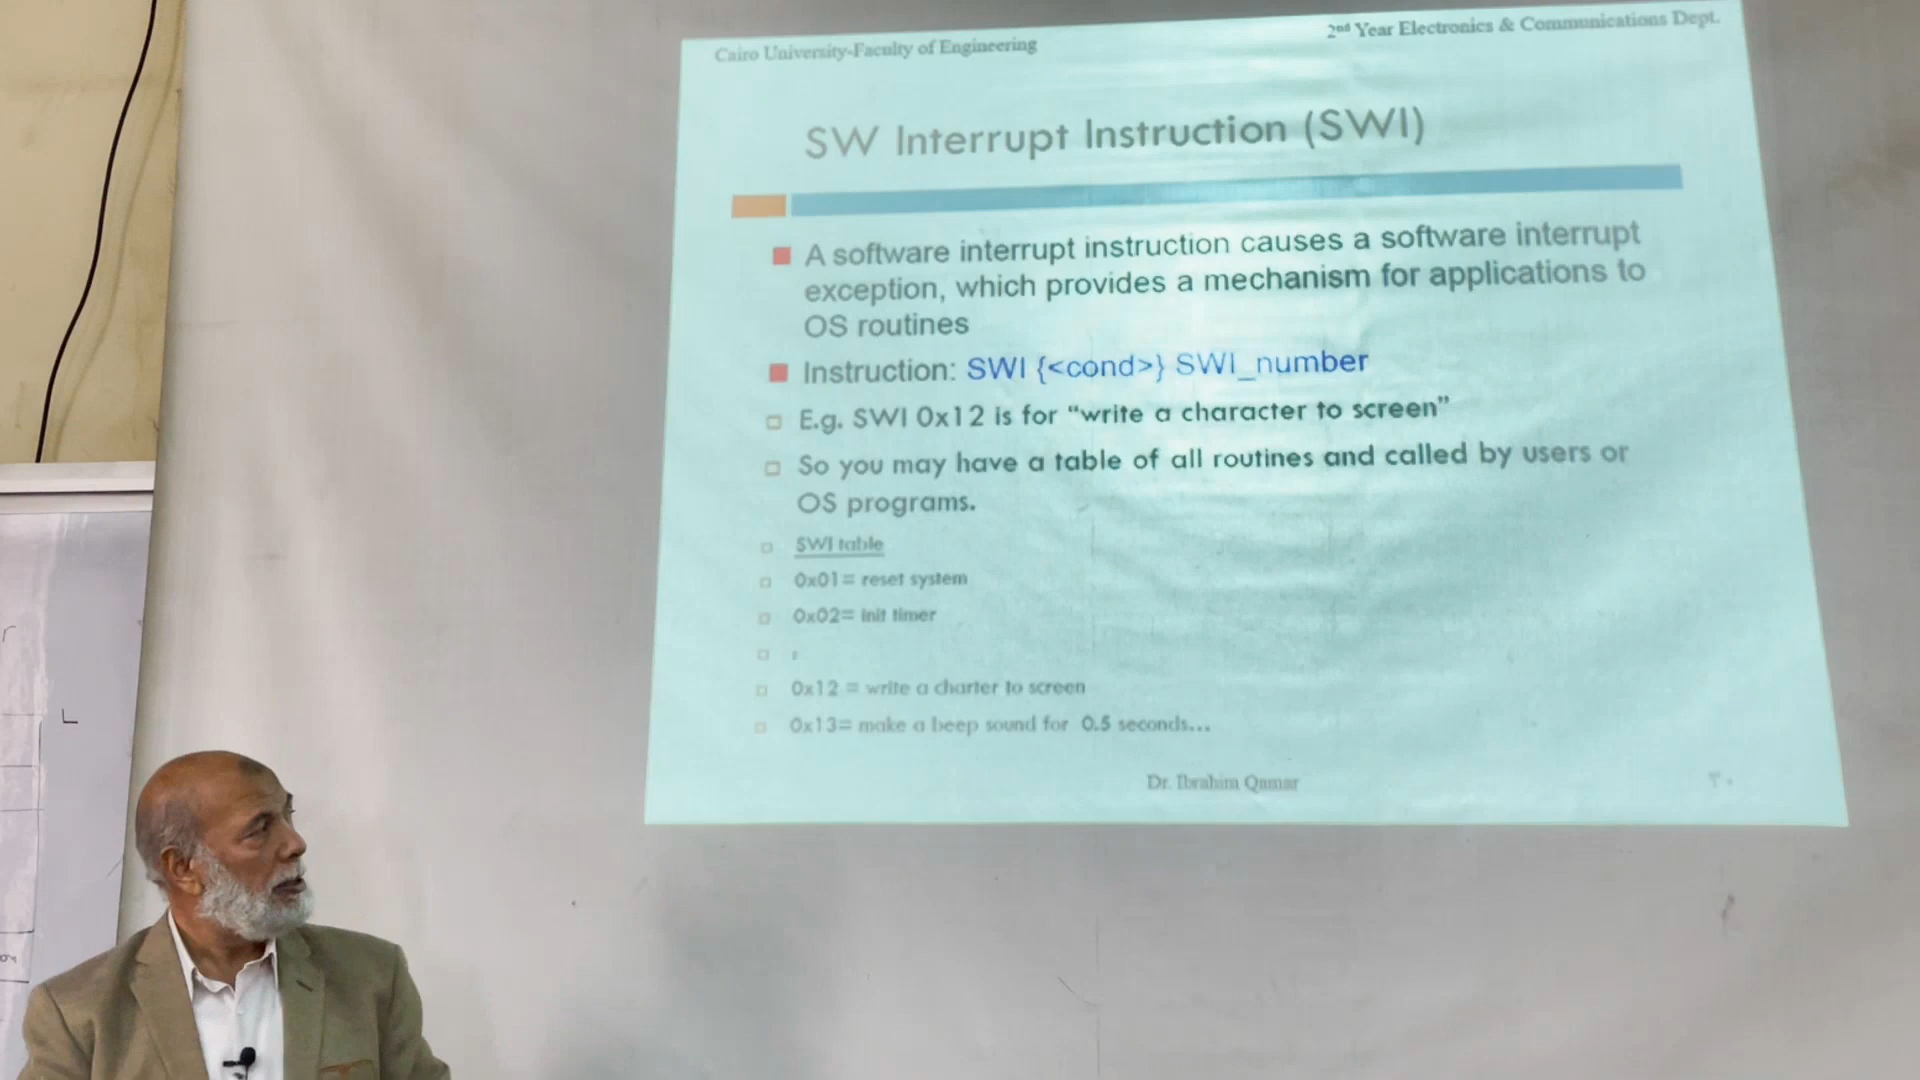 Cairo University-Faculty of Engineering
2nd Year Electronics & Communications Dept.
SW Interrupt Instruction (SWI)
A software interrupt instruction causes a software interrupt
exception, which provides a mechanism for applications to
OS routines
Instruction: SWI {<cond>} SWI_number
E.g. SWI 0x12 is for “write a character to screen”
So you may have a table of all routines and called by users or
OS programs.
SWI table
0x01= reset system
0x02= init timer
:
0x12 = write a charter to screen
0x13= make a beep sound for 0.5 seconds...
Dr. Ibrahim Qamar
٣٠